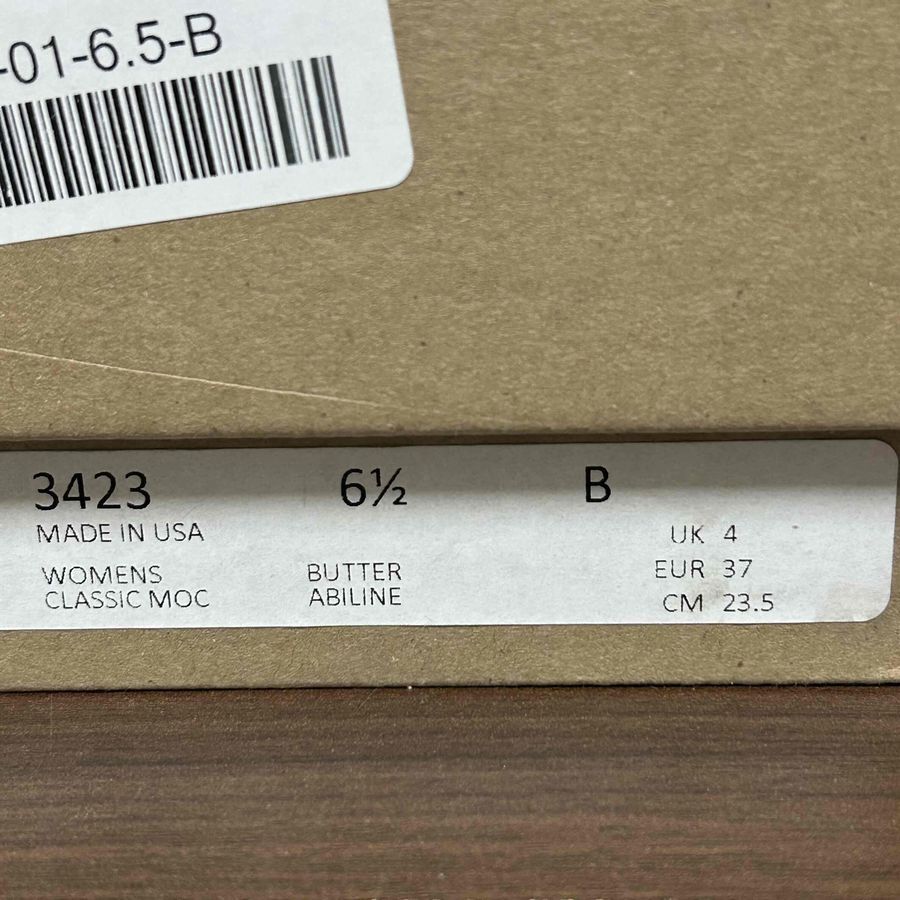 -01-6.5-B
3423 6½ B
MADE IN USA UK 4
WOMENS BUTTER EUR 37
CLASSIC MOC ABILINE CM 23.5